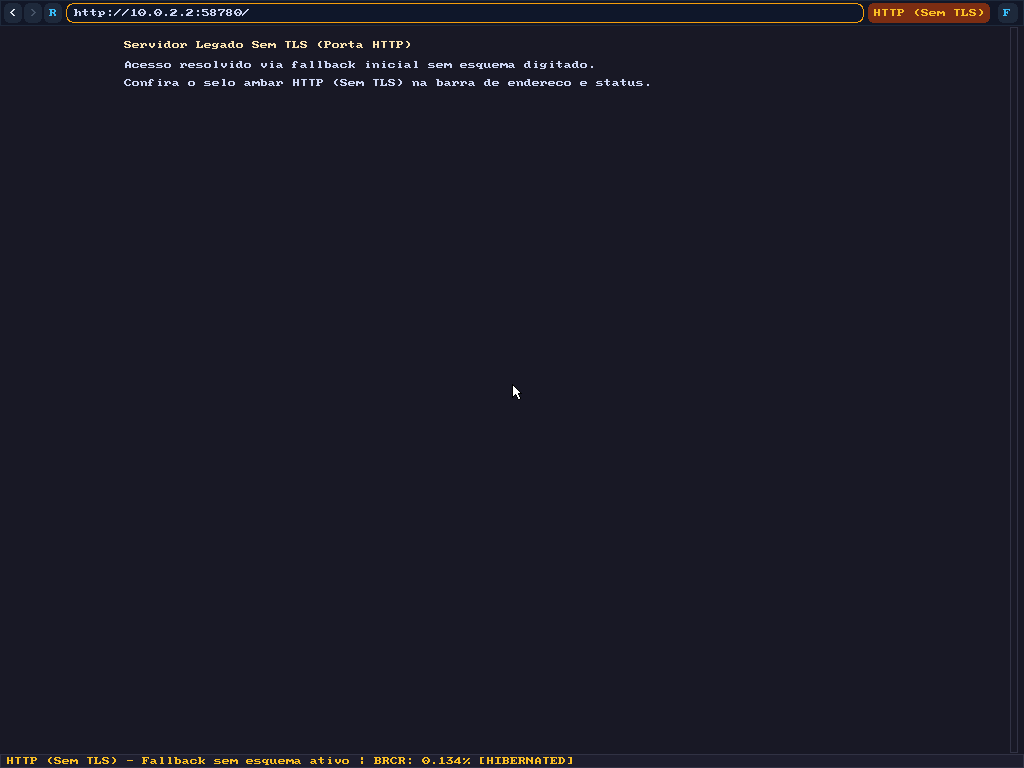 < > R http://10.0.2.2:58780/ HTTP (Sem TLS) F
Servidor Legado Sem TLS (Porta HTTP)
Acesso resolvido via fallback inicial sem esquema digitado.
Confira o selo ambar HTTP (Sem TLS) na barra de endereco e status.
HTTP (Sem TLS) - Fallback sem esquema ativo | BRCR: 0.134% [HIBERNATED]